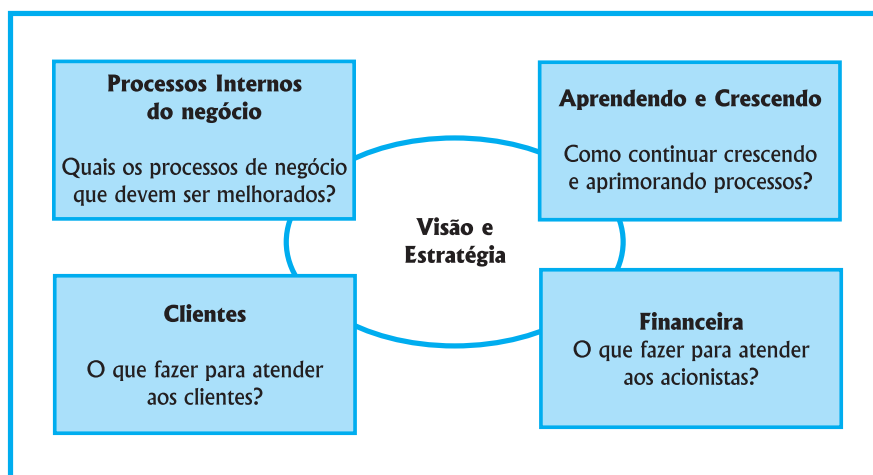 Processos Internos
do negócio
Quais os processos de negócio
que devem ser melhorados?
Aprendendo e Crescendo
Como continuar crescendo
e aprimorando processos?
Visão e
Estratégia
Clientes
O que fazer para atender
aos clientes?
Financeira
O que fazer para atender
aos acionistas?